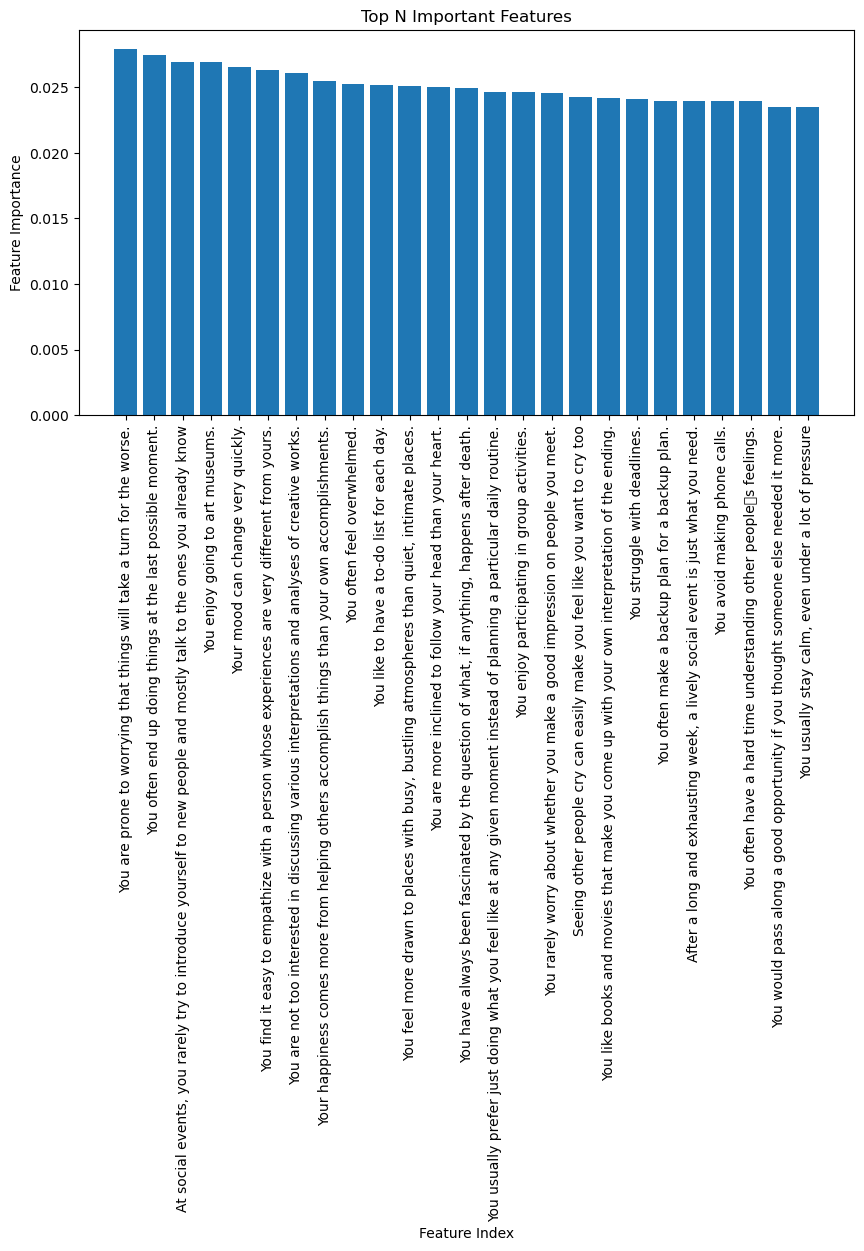 Top N Important Features
Feature Importance
0.025
0.020
0.015
0.010
0.005
0.000
You are prone to worrying that things will take a turn for the worse.
You often end up doing things at the last possible moment.
At social events, you rarely try to introduce yourself to new people and mostly talk to the ones you already know
You enjoy going to art museums.
Your mood can change very quickly.
You find it easy to empathize with a person whose experiences are very different from yours.
You are not too interested in discussing various interpretations and analyses of creative works.
Your happiness comes more from helping others accomplish things than your own accomplishments.
You often feel overwhelmed.
You like to have a to-do list for each day.
You feel more drawn to places with busy, bustling atmospheres than quiet, intimate places.
You are more inclined to follow your head than your heart.
You have always been fascinated by the question of what, if anything, happens after death.
You usually prefer just doing what you feel like at any given moment instead of planning a particular daily routine.
You enjoy participating in group activities.
You rarely worry about whether you make a good impression on people you meet.
Seeing other people cry can easily make you feel like you want to cry too
You like books and movies that make you come up with your own interpretation of the ending.
You struggle with deadlines.
You often make a backup plan for a backup plan.
After a long and exhausting week, a lively social event is just what you need.
You avoid making phone calls.
You often have a hard time understanding other people▯s feelings.
You would pass along a good opportunity if you thought someone else needed it more.
You usually stay calm, even under a lot of pressure
Feature Index